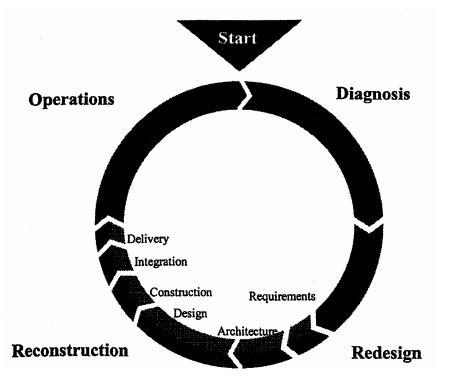 Start
Operations
Diagnosis
Delivery
Integration
Construction
Requirements
Design
Architecture
Reconstruction
Redesign